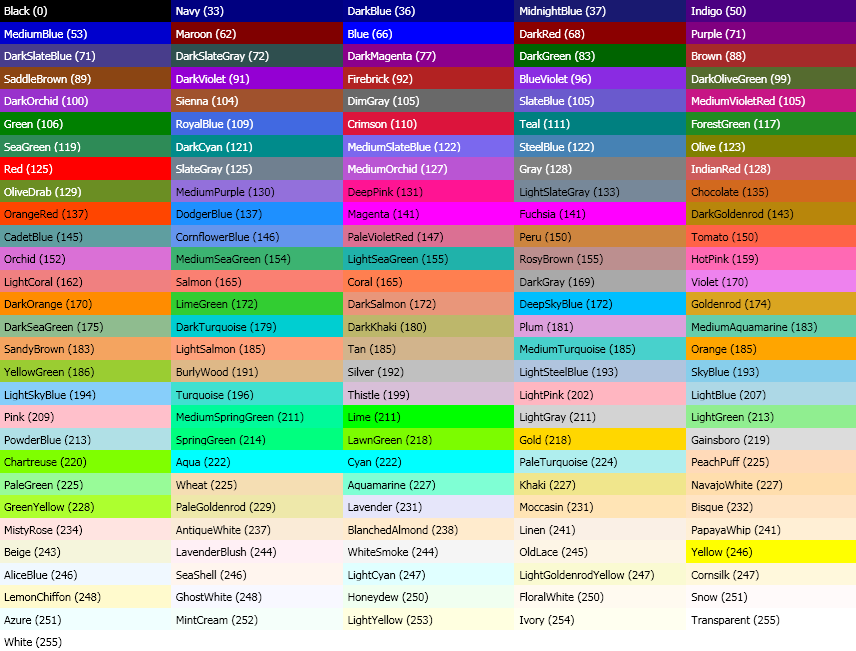 Black (0) Navy (33) DarkBlue (36) MidnightBlue (37) Indigo (50)
MediumBlue (53) Maroon (62) Blue (66) DarkRed (68) Purple (71)
DarkSlateBlue (71) DarkSlateGray (72) DarkMagenta (77) DarkGreen (83) Brown (88)
SaddleBrown (89) DarkViolet (91) Firebrick (92) BlueViolet (96) DarkOliveGreen (99)
DarkOrchid (100) Sienna (104) DimGray (105) SlateBlue (105) MediumVioletRed (105)
Green (106) RoyalBlue (109) Crimson (110) Teal (111) ForestGreen (117)
SeaGreen (119) DarkCyan (121) MediumSlateBlue (122) SteelBlue (122) Olive (123)
Red (125) SlateGray (125) MediumOrchid (127) Gray (128) IndianRed (128)
OliveDrab (129) MediumPurple (130) DeepPink (131) LightSlateGray (133) Chocolate (135)
OrangeRed (137) DodgerBlue (137) Magenta (141) Fuchsia (141) DarkGoldenrod (143)
CadetBlue (145) CornflowerBlue (146) PaleVioletRed (147) Peru (150) Tomato (150)
Orchid (152) MediumSeaGreen (154) LightSeaGreen (155) RosyBrown (155) HotPink (159)
LightCoral (162) Salmon (165) Coral (165) DarkGray (169) Violet (170)
DarkOrange (170) LimeGreen (172) DarkSalmon (172) DeepSkyBlue (172) Goldenrod (174)
DarkSeaGreen (175) DarkTurquoise (179) DarkKhaki (180) Plum (181) MediumAquamarine (183)
SandyBrown (183) LightSalmon (185) Tan (185) MediumTurquoise (185) Orange (185)
YellowGreen (186) BurlyWood (191) Silver (192) LightSteelBlue (193) SkyBlue (193)
LightSkyBlue (194) Turquoise (196) Thistle (199) LightPink (202) LightBlue (207)
Pink (209) MediumSpringGreen (211) Lime (211) LightGray (211) LightGreen (213)
PowderBlue (213) SpringGreen (214) LawnGreen (218) Gold (218) Gainsboro (219)
Chartreuse (220) Aqua (222) Cyan (222) PaleTurquoise (224) PeachPuff (225)
PaleGreen (225) Wheat (225) Aquamarine (227) Khaki (227) NavajoWhite (227)
GreenYellow (228) PaleGoldenrod (229) Lavender (231) Moccasin (231) Bisque (232)
MistyRose (234) AntiqueWhite (237) BlanchedAlmond (238) Linen (241) PapayaWhip (241)
Beige (243) LavenderBlush (244) WhiteSmoke (244) OldLace (245) Yellow (246)
AliceBlue (246) SeaShell (246) LightCyan (247) LightGoldenrodYellow (247) Cornsilk (247)
LemonChiffon (248) GhostWhite (248) Honeydew (250) FloralWhite (250) Snow (251)
Azure (251) MintCream (252) LightYellow (253) Ivory (254) Transparent (255)
White (255)